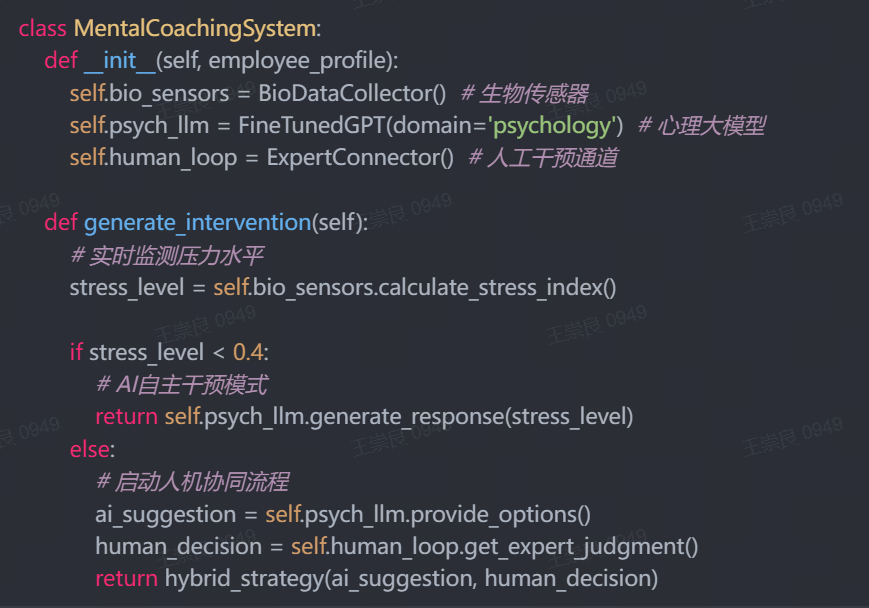 class MentalCoachingSystem:
def __init__(self, employee_profile):
self.bio_sensors = BioDataCollector() # 生物传感器
self.psych_llm = FineTunedGPT(domain='psychology') # 心理大模型
self.human_loop = ExpertConnector() # 人工干预通道
def generate_intervention(self):
# 实时监测压力水平
stress_level = self.bio_sensors.calculate_stress_index()
if stress_level < 0.4:
# AI自主干预模式
return self.psych_llm.generate_response(stress_level)
else:
# 启动人机协同流程
ai_suggestion = self.psych_llm.provide_options()
human_decision = self.human_loop.get_expert_judgment()
return hybrid_strategy(ai_suggestion, human_decision)
王崇良 0949